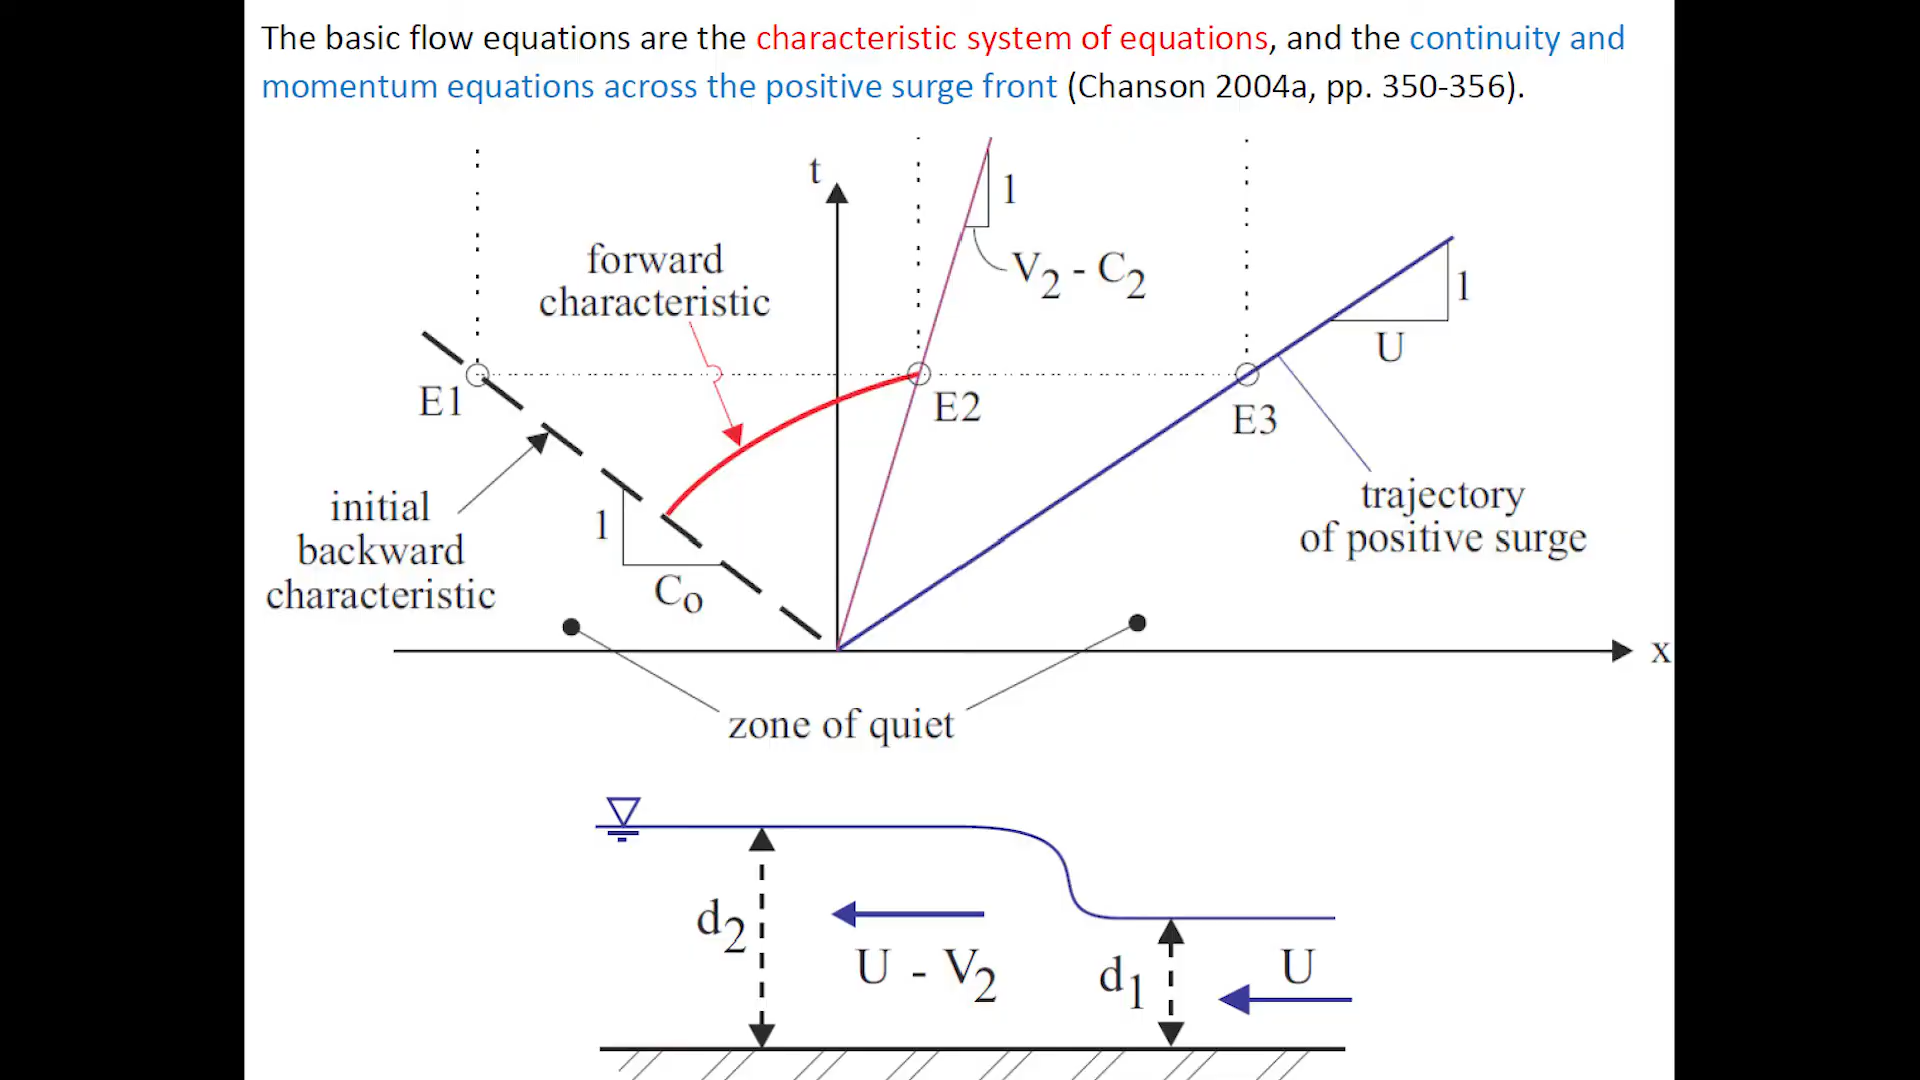 The basic flow equations are the characteristic system of equations, and the continuity and
momentum equations across the positive surge front (Chanson 2004a, pp. 350-356).
t
1
V2 - C2
forward
characteristic
1
U
E1
E2
E3
initial
backward
characteristic
1
Co
trajectory
of positive surge
x
zone of quiet
d2
U - V2
d1
U